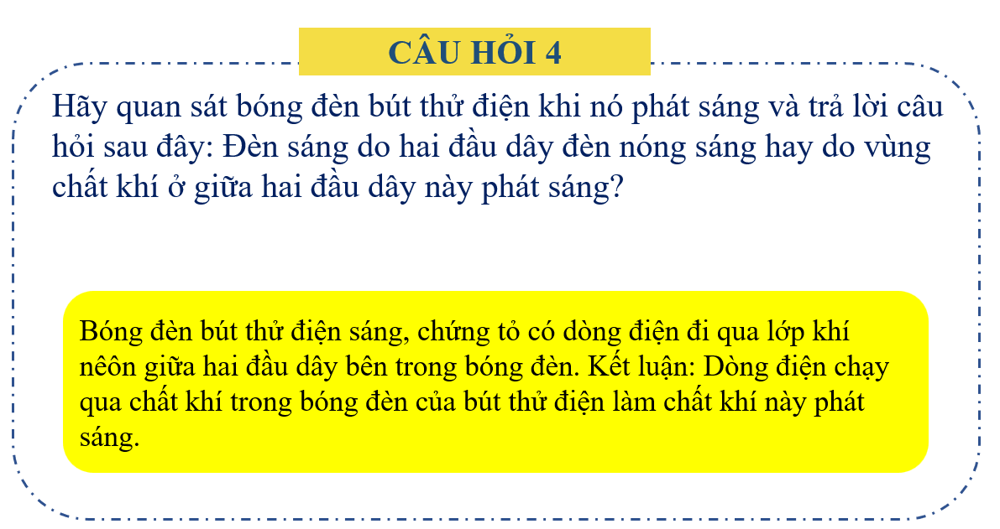 CÂU HỎI 4
Hãy quan sát bóng đèn bút thử điện khi nó phát sáng và trả lời câu
hỏi sau đây: Đèn sáng do hai đầu dây đèn nóng sáng hay do vùng
chất khí ở giữa hai đầu dây này phát sáng?
Bóng đèn bút thử điện sáng, chứng tỏ có dòng điện đi qua lớp khí
nêôn giữa hai đầu dây bên trong bóng đèn. Kết luận: Dòng điện chạy
qua chất khí trong bóng đèn của bút thử điện làm chất khí này phát
sáng.